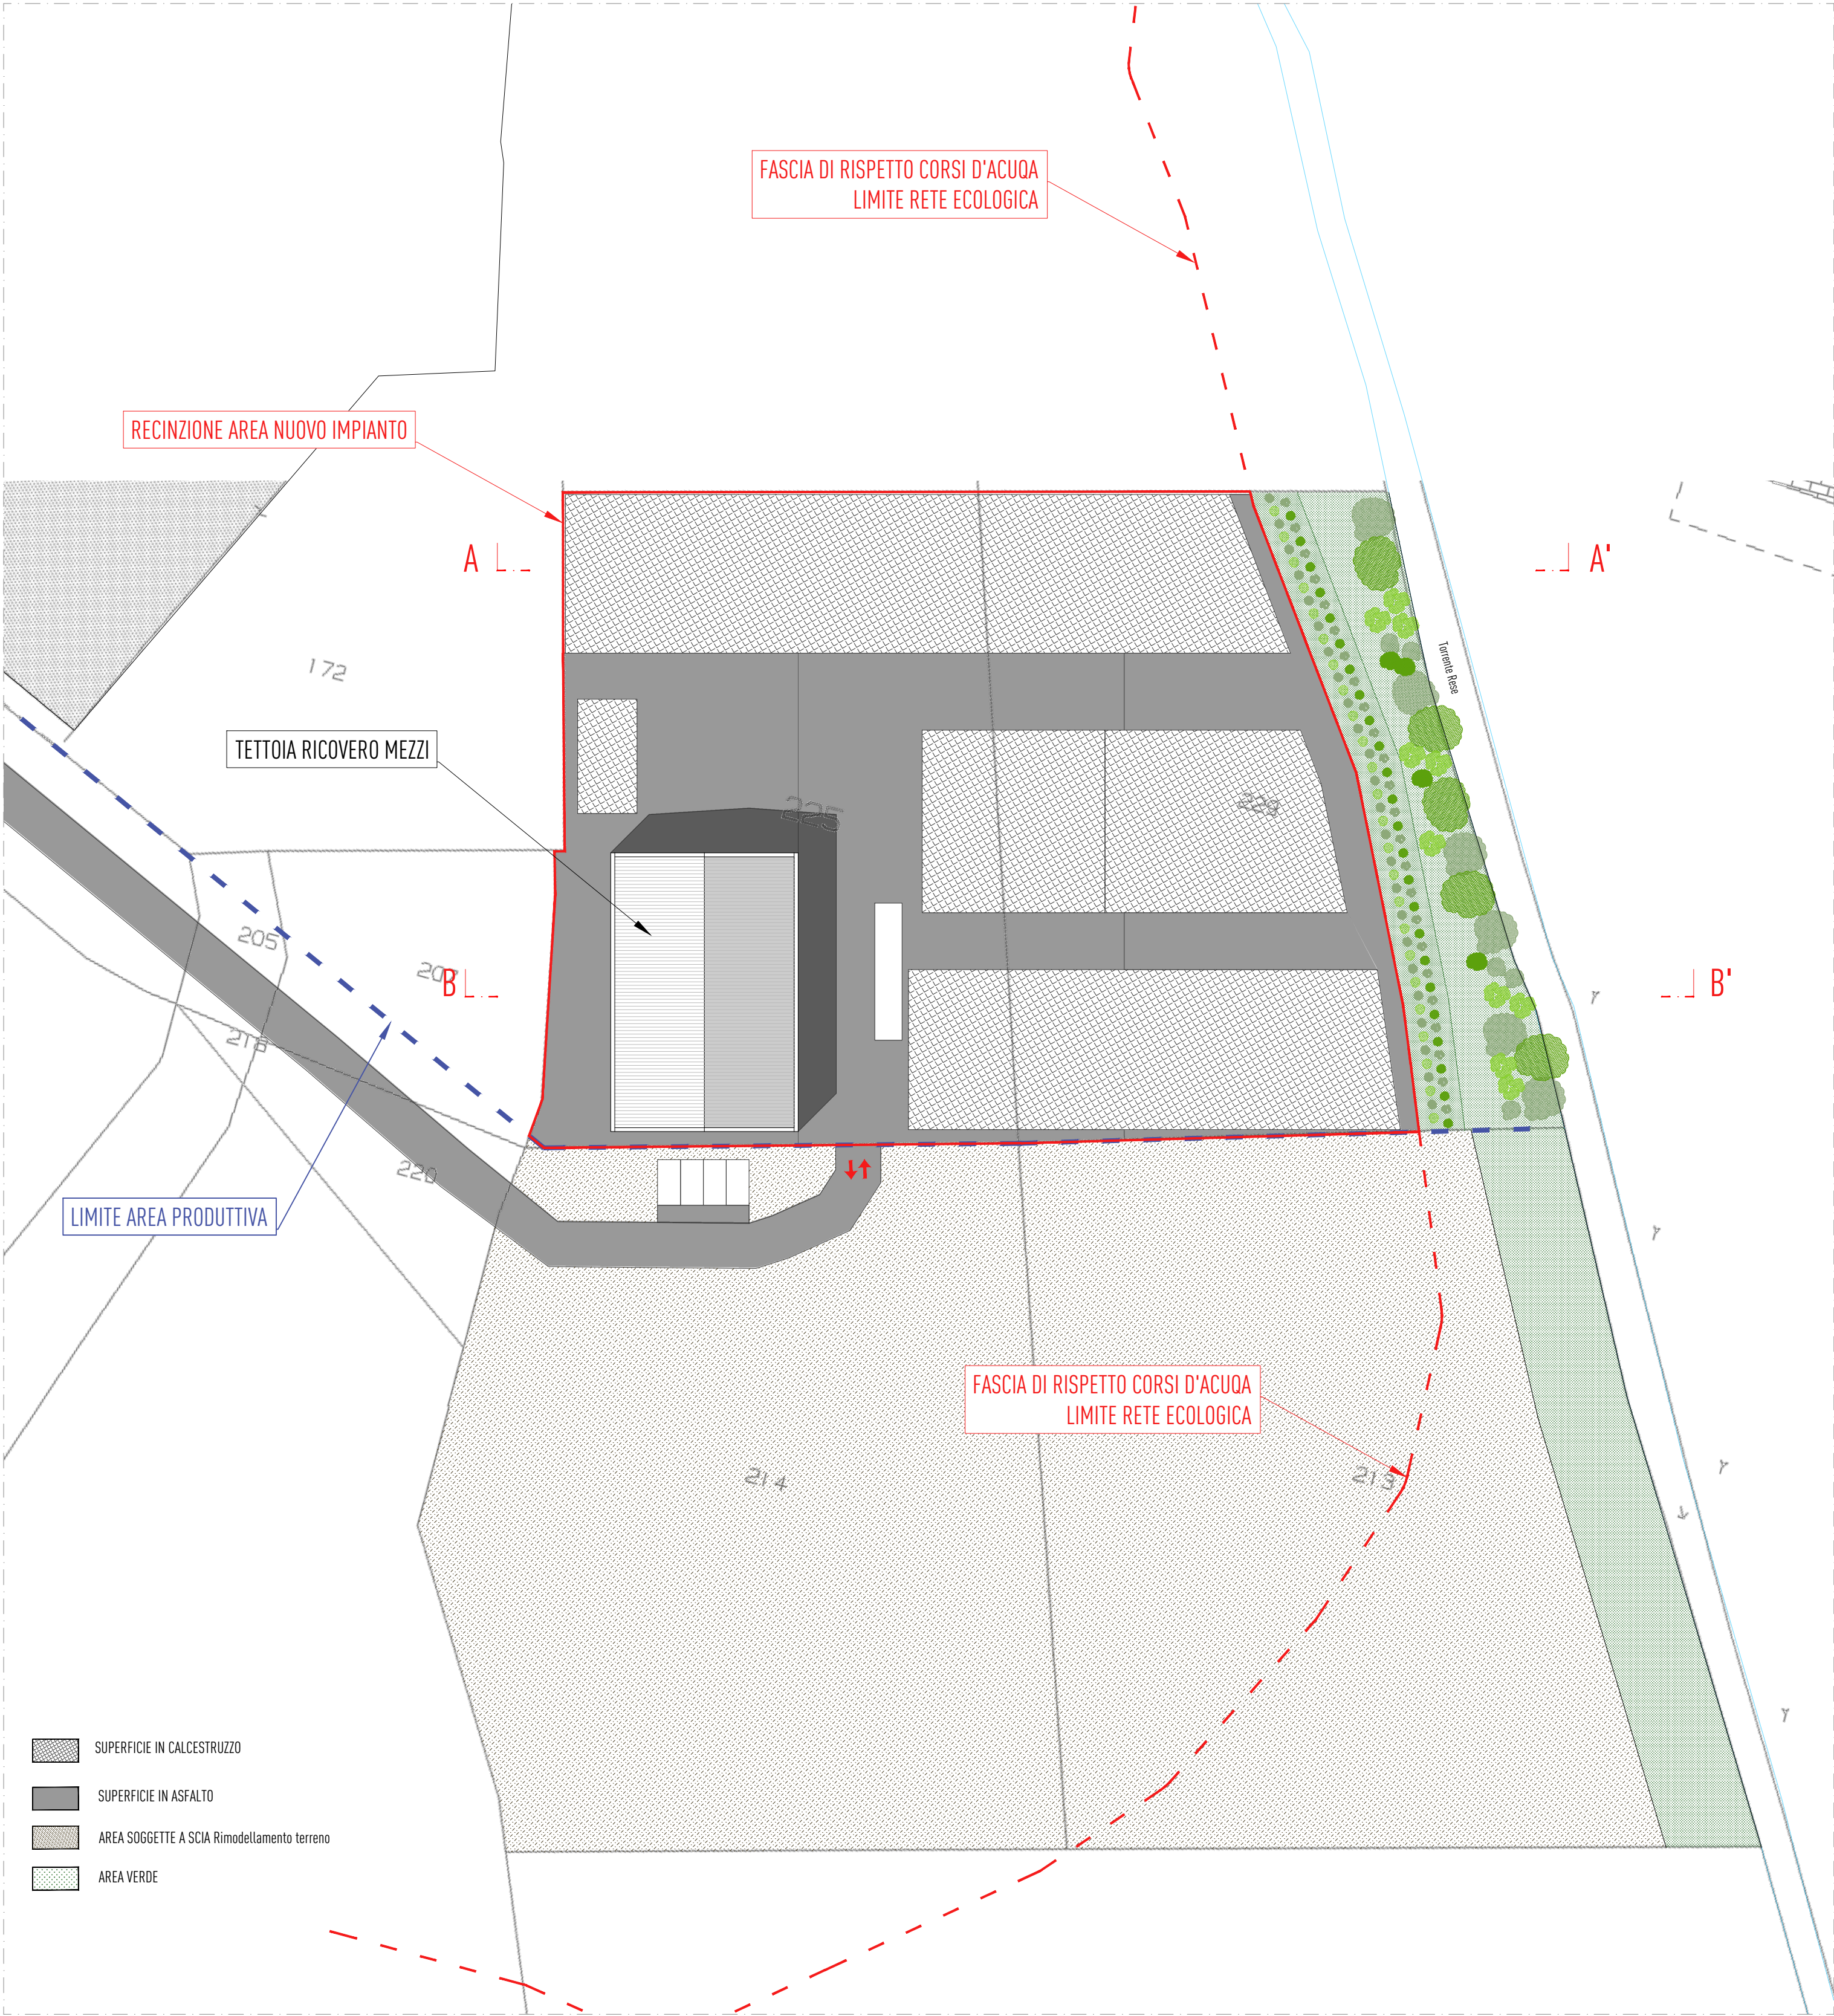 FASCIA DI RISPETTO CORSI D'ACUQA
LIMITE RETE ECOLOGICA
RECINZIONE AREA NUOVO IMPIANTO
A
A'
172
Torrente Rese
TETTOIA RICOVERO MEZZI
225
229
205
207
B
B'
218
220
LIMITE AREA PRODUTTIVA
FASCIA DI RISPETTO CORSI D'ACUQA
LIMITE RETE ECOLOGICA
214
213
SUPERFICIE IN CALCESTRUZZO
SUPERFICIE IN ASFALTO
AREA SOGGETTE A SCIA Rimodellamento terreno
AREA VERDE